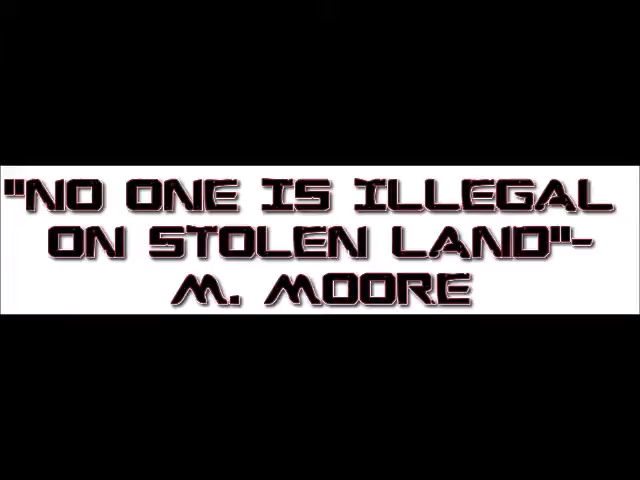 "NO ONE IS ILLEGAL
ON STOLEN LAND"-
M. MOORE